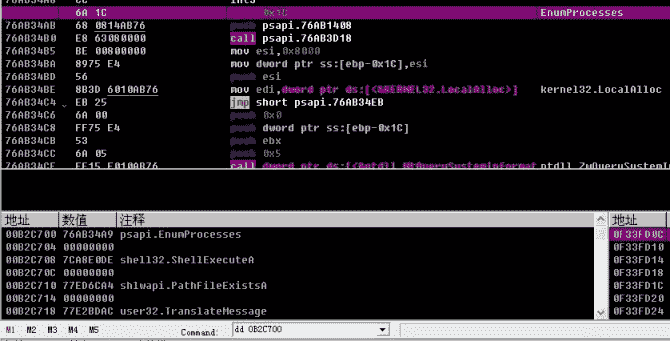 6A 1C 0x1C EnumProcesses
76AB34AB 68 0814AB76 push psapi.76AB1408
76AB34B0 E8 63080000 call psapi.76AB3D18
76AB34B5 BE 00800000 mov esi,0x8000
76AB34BA 8975 E4 mov dword ptr ss:[ebp-0x1C],esi
76AB34BD 56 push esi
76AB34BE 8B3D 6010AB76 mov edi,dword ptr ds:[<&KERNEL32.LocalAlloc>] kernel32.LocalAlloc
76AB34C4 EB 25 jmp short psapi.76AB34EB
76AB34C6 6A 00 push 0x0
76AB34C8 FF75 E4 push dword ptr ss:[ebp-0x1C]
76AB34CB 53 push ebx
76AB34CC 6A 05 push 0x5
地址 数值 注释 地址
00B2C700 76AB34A9 psapi.EnumProcesses 0F33FD0C
00B2C704 00000000 0F33FD10
00B2C708 7CA8E0DE shell32.ShellExecuteA 0F33FD14
00B2C70C 00000000 0F33FD18
00B2C710 77ED6CA4 shlwapi.PathFileExistsA 0F33FD1C
00B2C714 00000000 0F33FD20
00B2C718 77E2BDAC user32.TranslateMessage 0F33FD24
M1 M2 M3 M4 M5 Command: dd 0B2C700